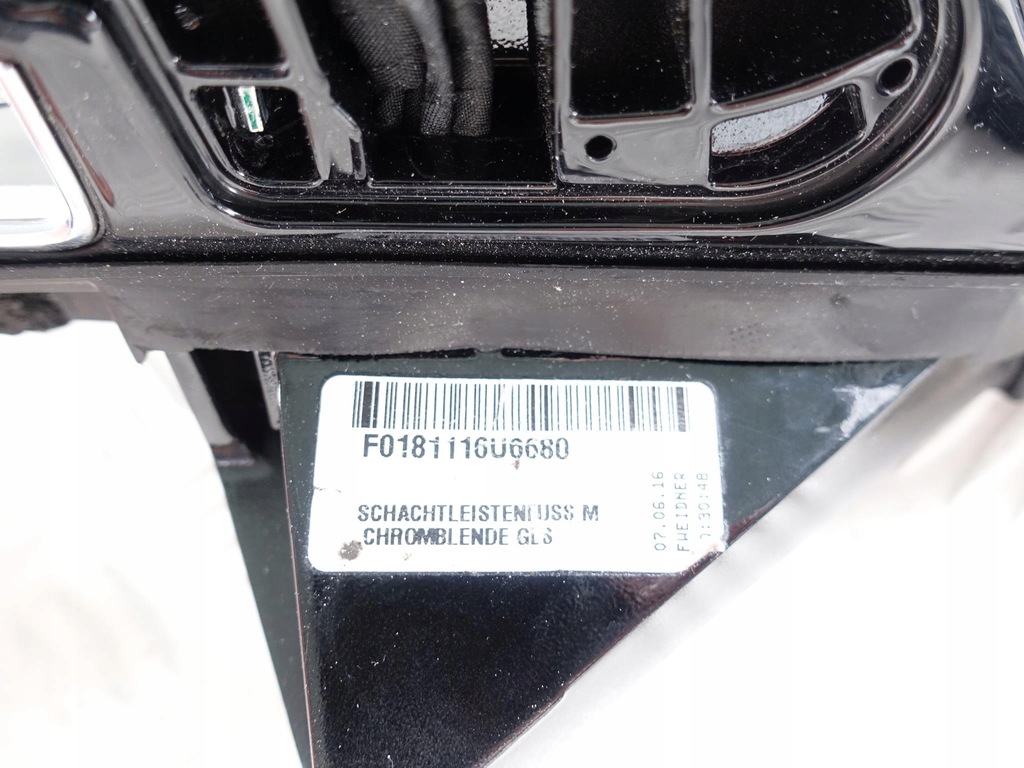 F0181116U6680
SCHACHTLEISTENFUSS M
CHROMBLENDE GLS
07.06.16
FWEIDNER